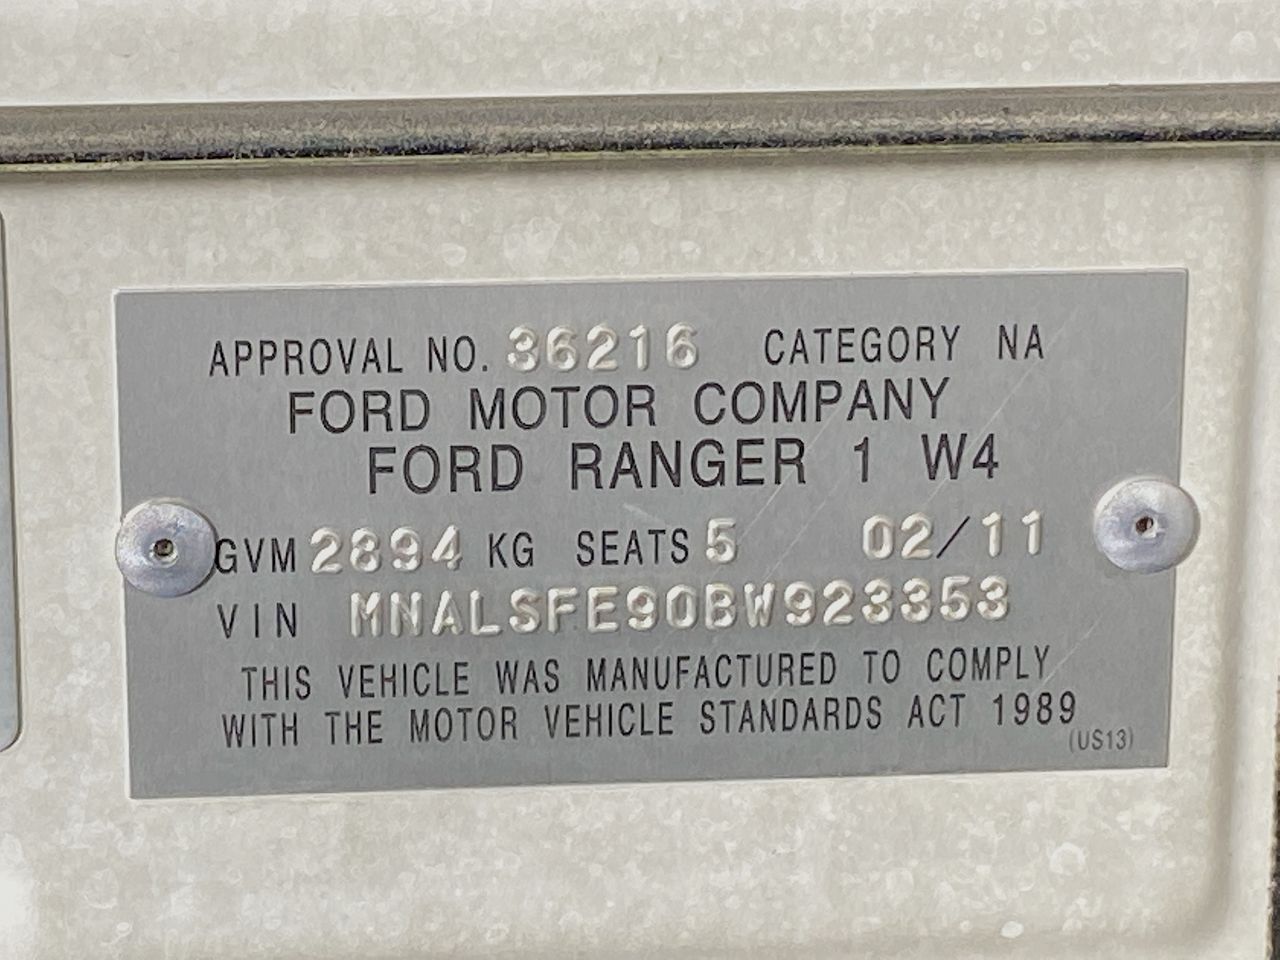 APPROVAL NO. 36216 CATEGORY NA
FORD MOTOR COMPANY
FORD RANGER 1 W4
GVM 2894 KG SEATS 5 02/11
VIN MNALSFE90BW923353
THIS VEHICLE WAS MANUFACTURED TO COMPLY
WITH THE MOTOR VEHICLE STANDARDS ACT 1989
(US13)